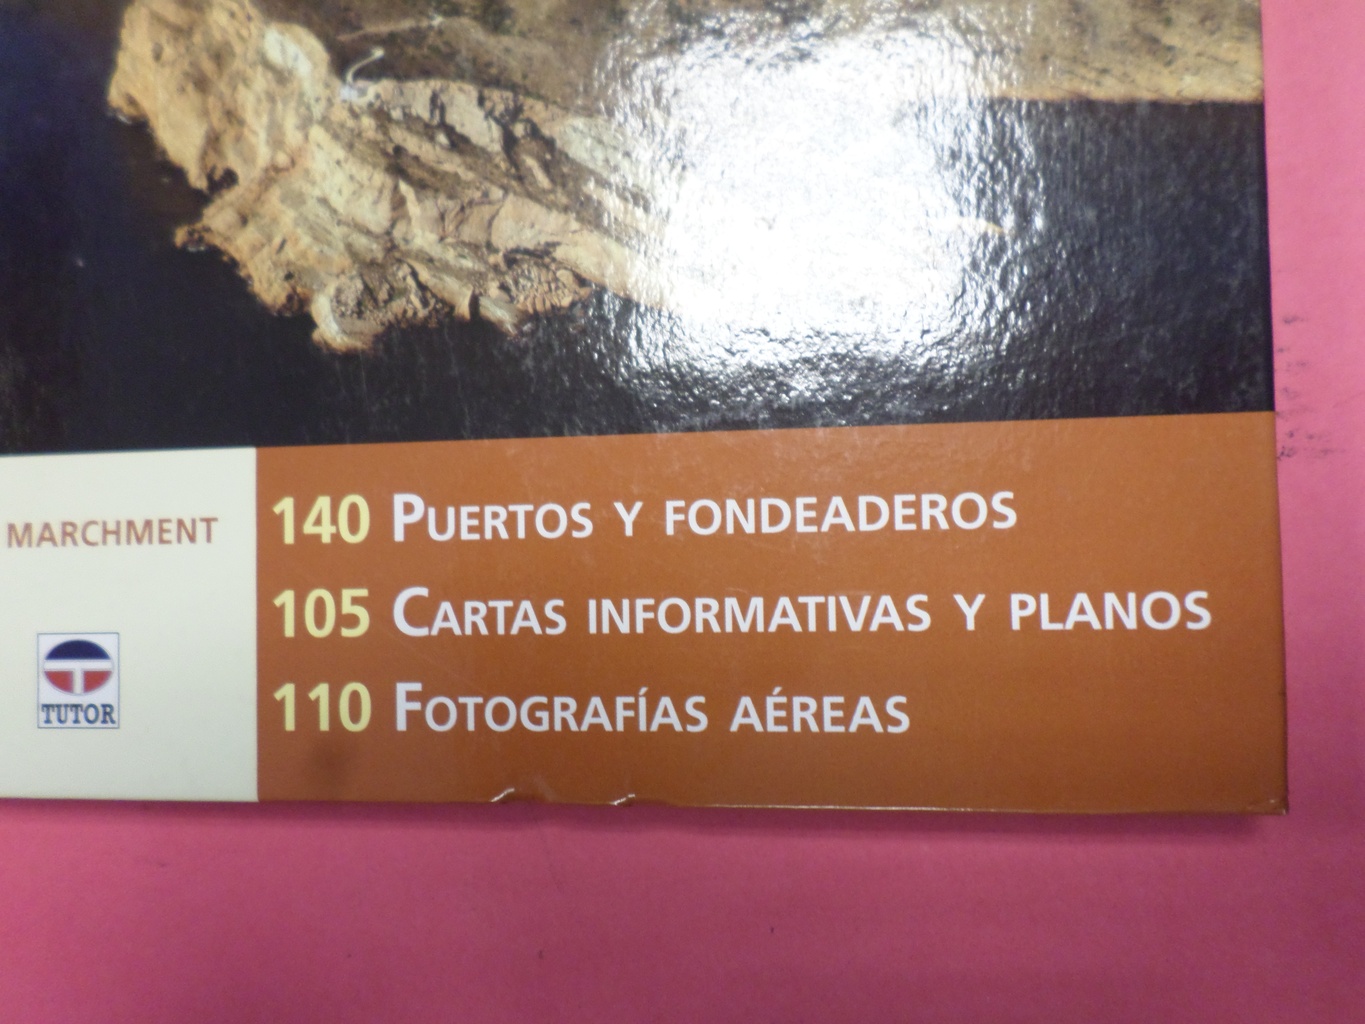 MARCHMENT
TUTOR
140 PUERTOS Y FONDEADEROS
105 CARTAS INFORMATIVAS Y PLANOS
110 FOTOGRAFÍAS AÉREAS